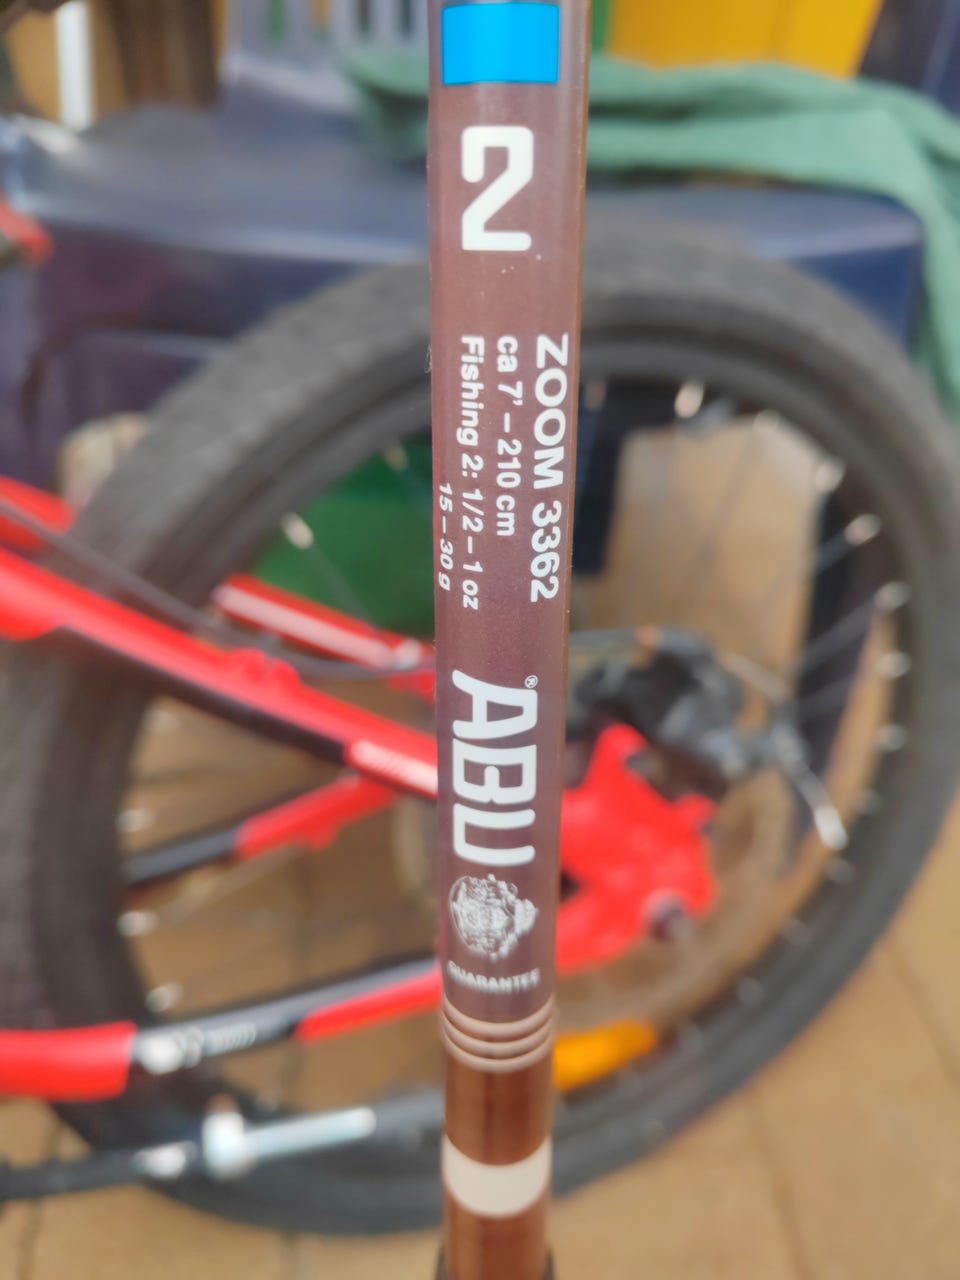 2
ZOOM 3362
ca 7' – 210 cm
Fishing 2: 1/2 – 1 oz
15 – 30 g
ABU®
GUARANTEE